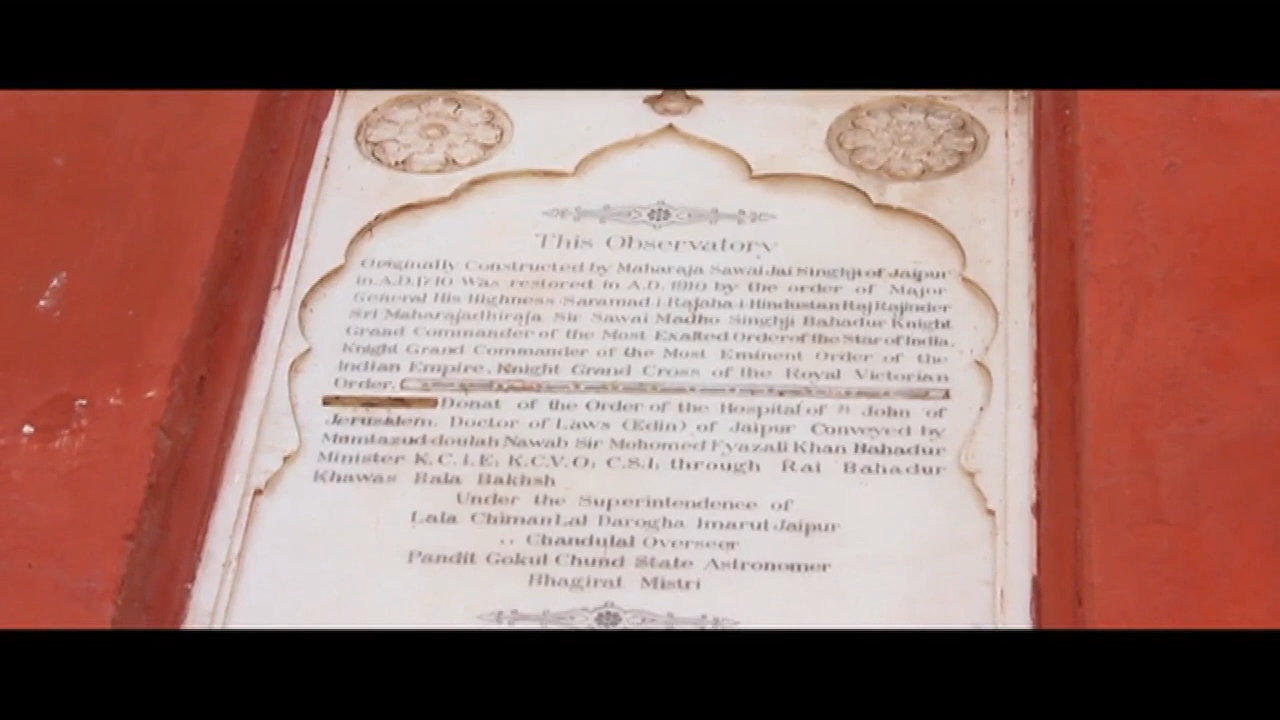 This Observatory
Originally Constructed by Maharaja Sawai Jai Singhji of Jaipur
in A.D. 1710 Was restored in A.D. 1910 by the order of Major
General His Highness Saramad-i-Rajaha-i-Hindustan Raj Rajinder
Sri Maharajadhiraja Sir Sawai Madho Singhji Bahadur Knight
Grand Commander of the Most Exalted Order of the Star of India,
Knight Grand Commander of the Most Eminent Order of the
Indian Empire, Knight Grand Cross of the Royal Victorian
Order,
Donat of the Order of the Hospital of John of
Jerusalem, Doctor of Laws (Edin) of Jaipur Conveyed by
Mumtazud-doulah Nawab Sir Mohomed Fyazali Khan Bahadur
Minister K.C.I.E; K.C.V.O; C.S.I; through Rai Bahadur
Khawas Bala Bakhsh
Under the Superintendence of
Lala Chiman Lal Darogha Imarut Jaipur
,, Chandulal Overseer
Pandit Gokul Chund State Astronomer
Bhagirat Mistri